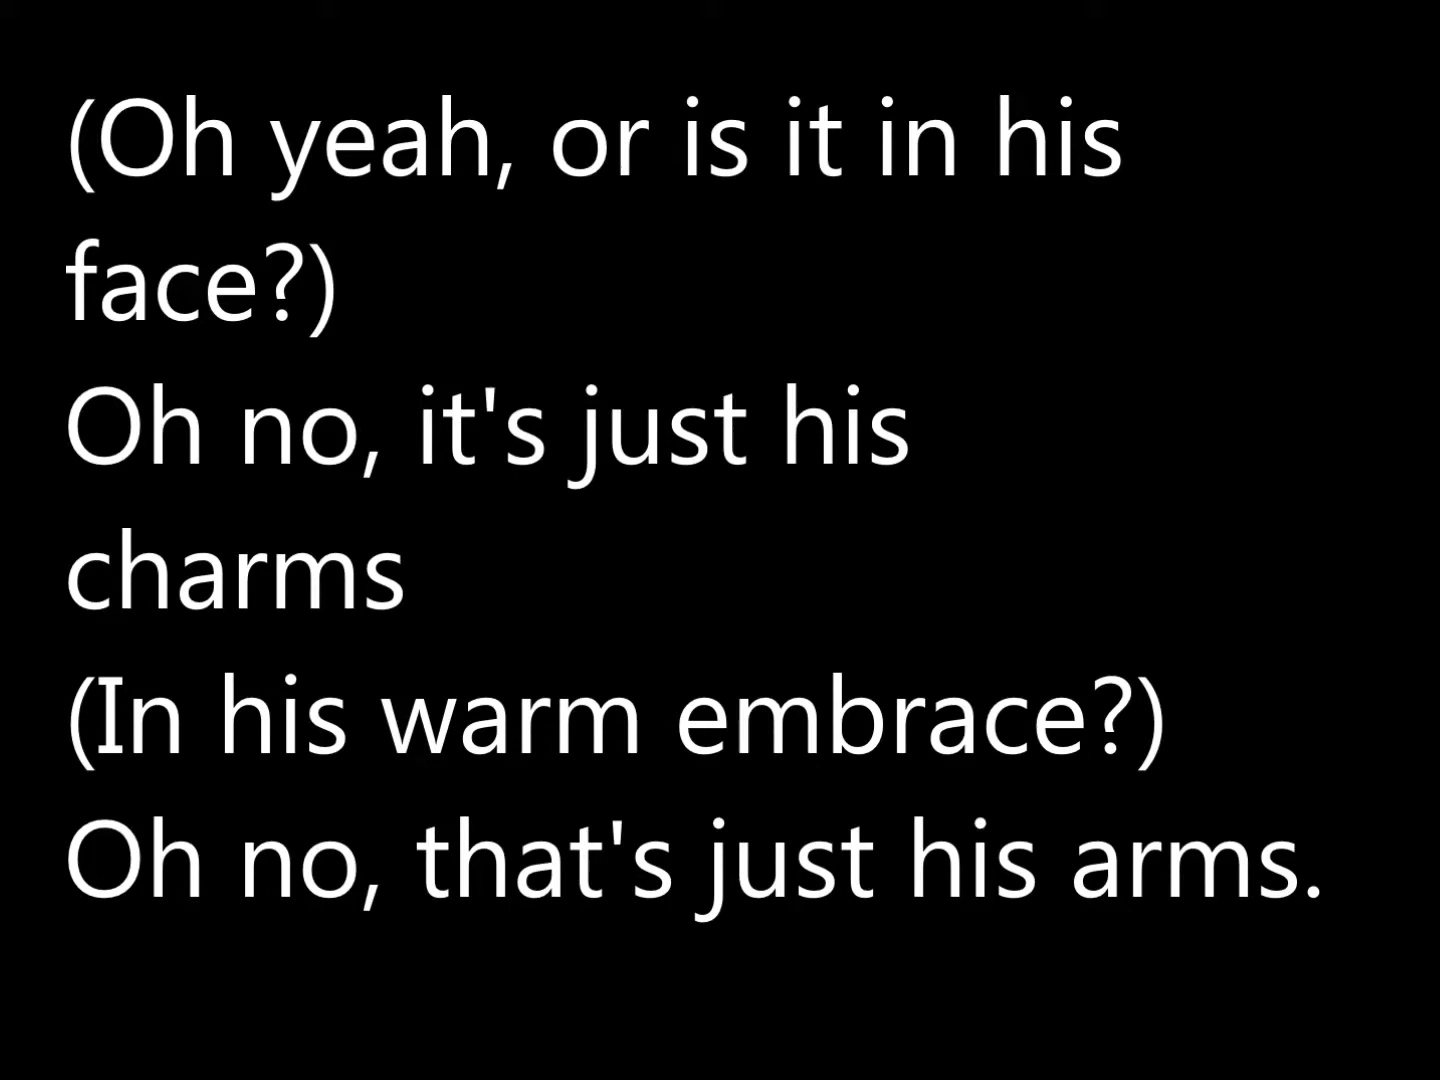 (Oh yeah, or is it in his
face?)
Oh no, it's just his
charms
(In his warm embrace?)
Oh no, that's just his arms.